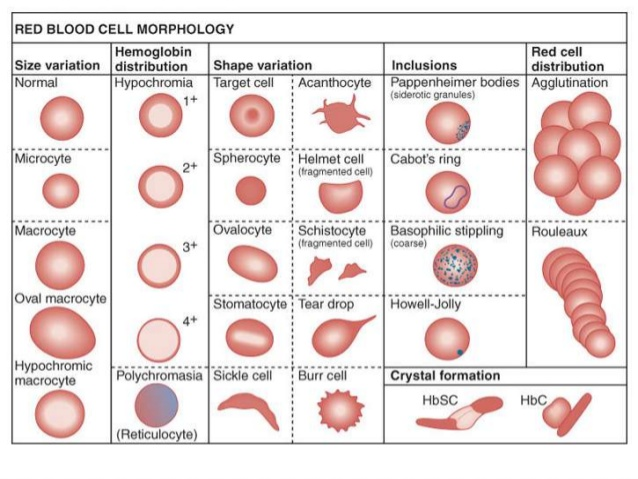 RED BLOOD CELL MORPHOLOGY
Size variation
Hemoglobin
distribution
Shape variation
Inclusions
Red cell
distribution
Normal
Hypochromia
1+
Target cell
Acanthocyte
Pappenheimer bodies
(siderotic granules)
Agglutination
Microcyte
2+
Spherocyte
Helmet cell
(fragmented cell)
Cabot's ring
Macrocyte
3+
Ovalocyte
Schistocyte
(fragmented cell)
Basophilic stippling
(coarse)
Rouleaux
Oval macrocyte
4+
Stomatocyte
Tear drop
Howell-Jolly
Hypochromic
macrocyte
Polychromasia
(Reticulocyte)
Sickle cell
Burr cell
Crystal formation
HbSC
HbC